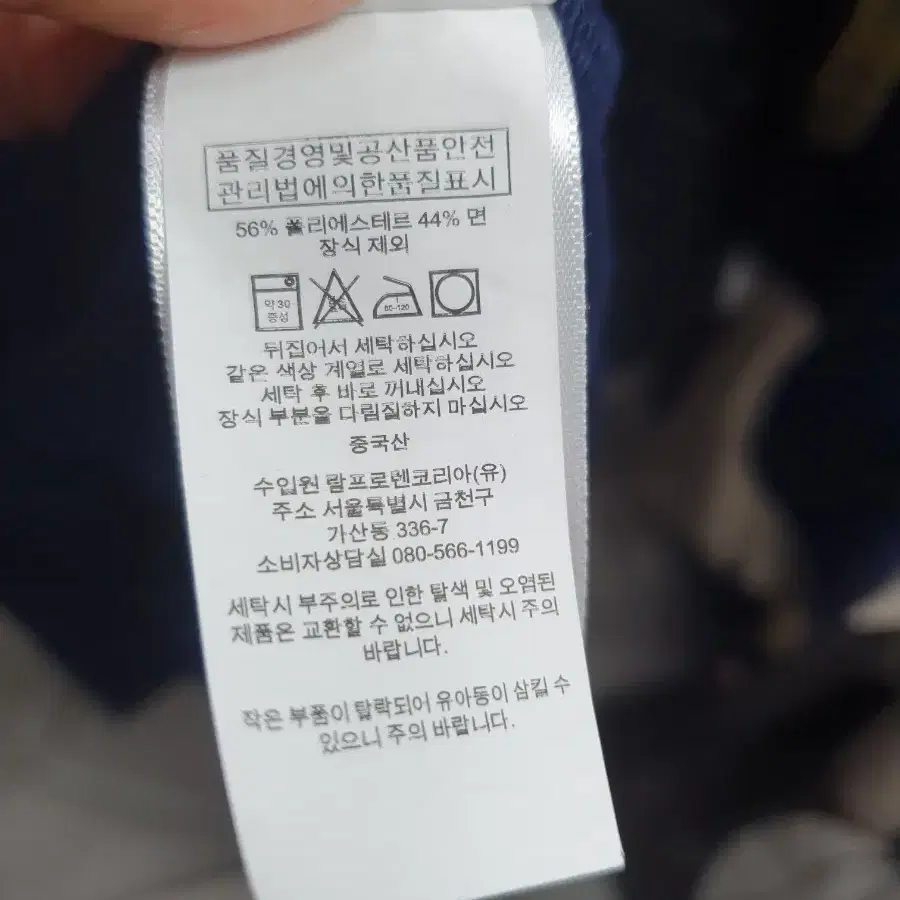 품질경영및공산품안전
관리법에의한품질표시
56% 폴리에스테르 44% 면
장식 제외
약 30
중성
80-120
뒤집어서 세탁하십시오
같은 색상 계열로 세탁하십시오
세탁 후 바로 꺼내십시오
장식 부분을 다림질하지 마십시오
중국산
수입원 랄프로렌코리아(유)
주소 서울특별시 금천구
가산동 336-7
소비자상담실 080-566-1199
세탁시 부주의로 인한 탈색 및 오염된
제품은 교환할 수 없으니 세탁시 주의
바랍니다.
작은 부품이 탈락되어 유아동이 삼킬 수
있으니 주의 바랍니다.